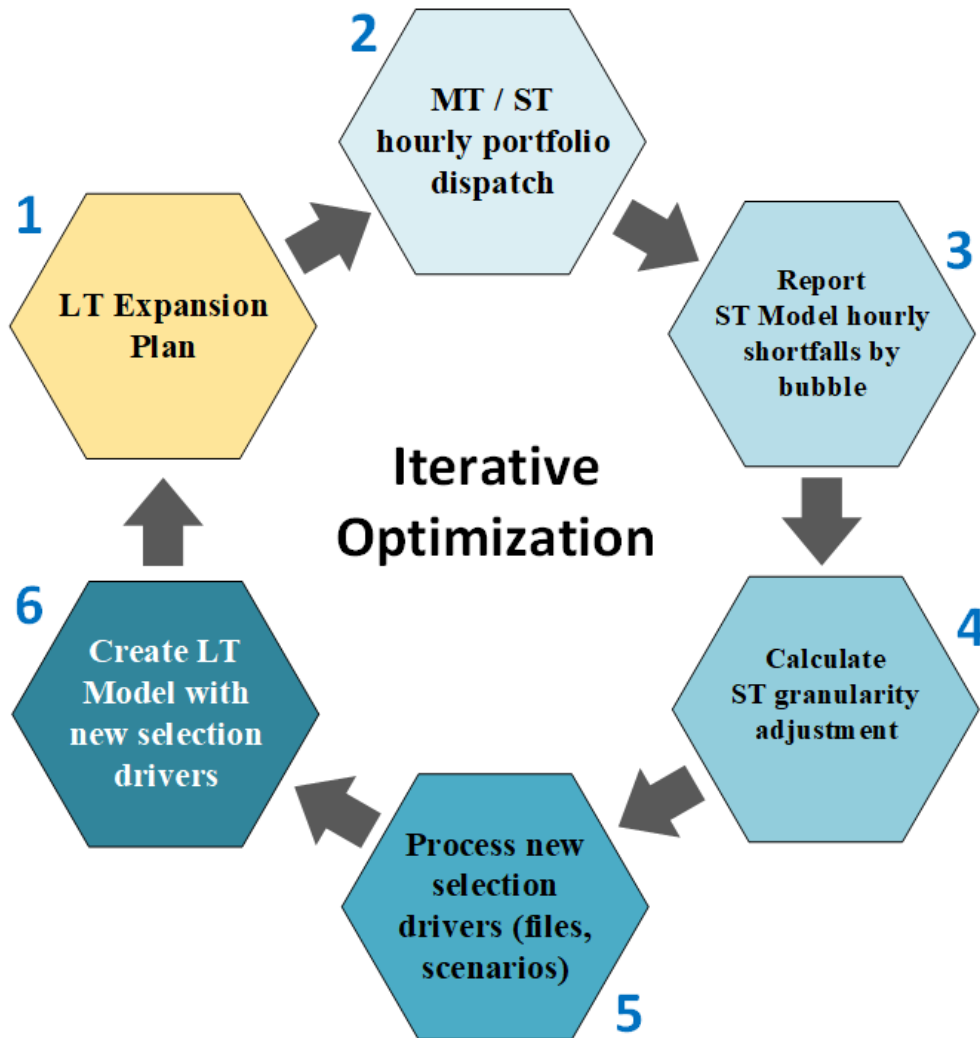 1
LT Expansion
Plan
2
MT / ST
hourly portfolio
dispatch
3
Report
ST Model hourly
shortfalls by
bubble
4
Calculate
ST granularity
adjustment
5
Process new
selection
drivers (files,
scenarios)
6
Create LT
Model with
new selection
drivers
Iterative
Optimization